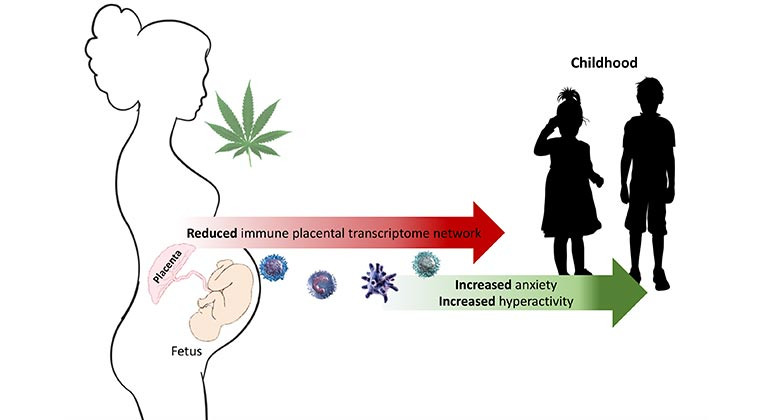 Childhood
Reduced immune placental transcriptome network
Placenta
Increased anxiety
Increased hyperactivity
Fetus